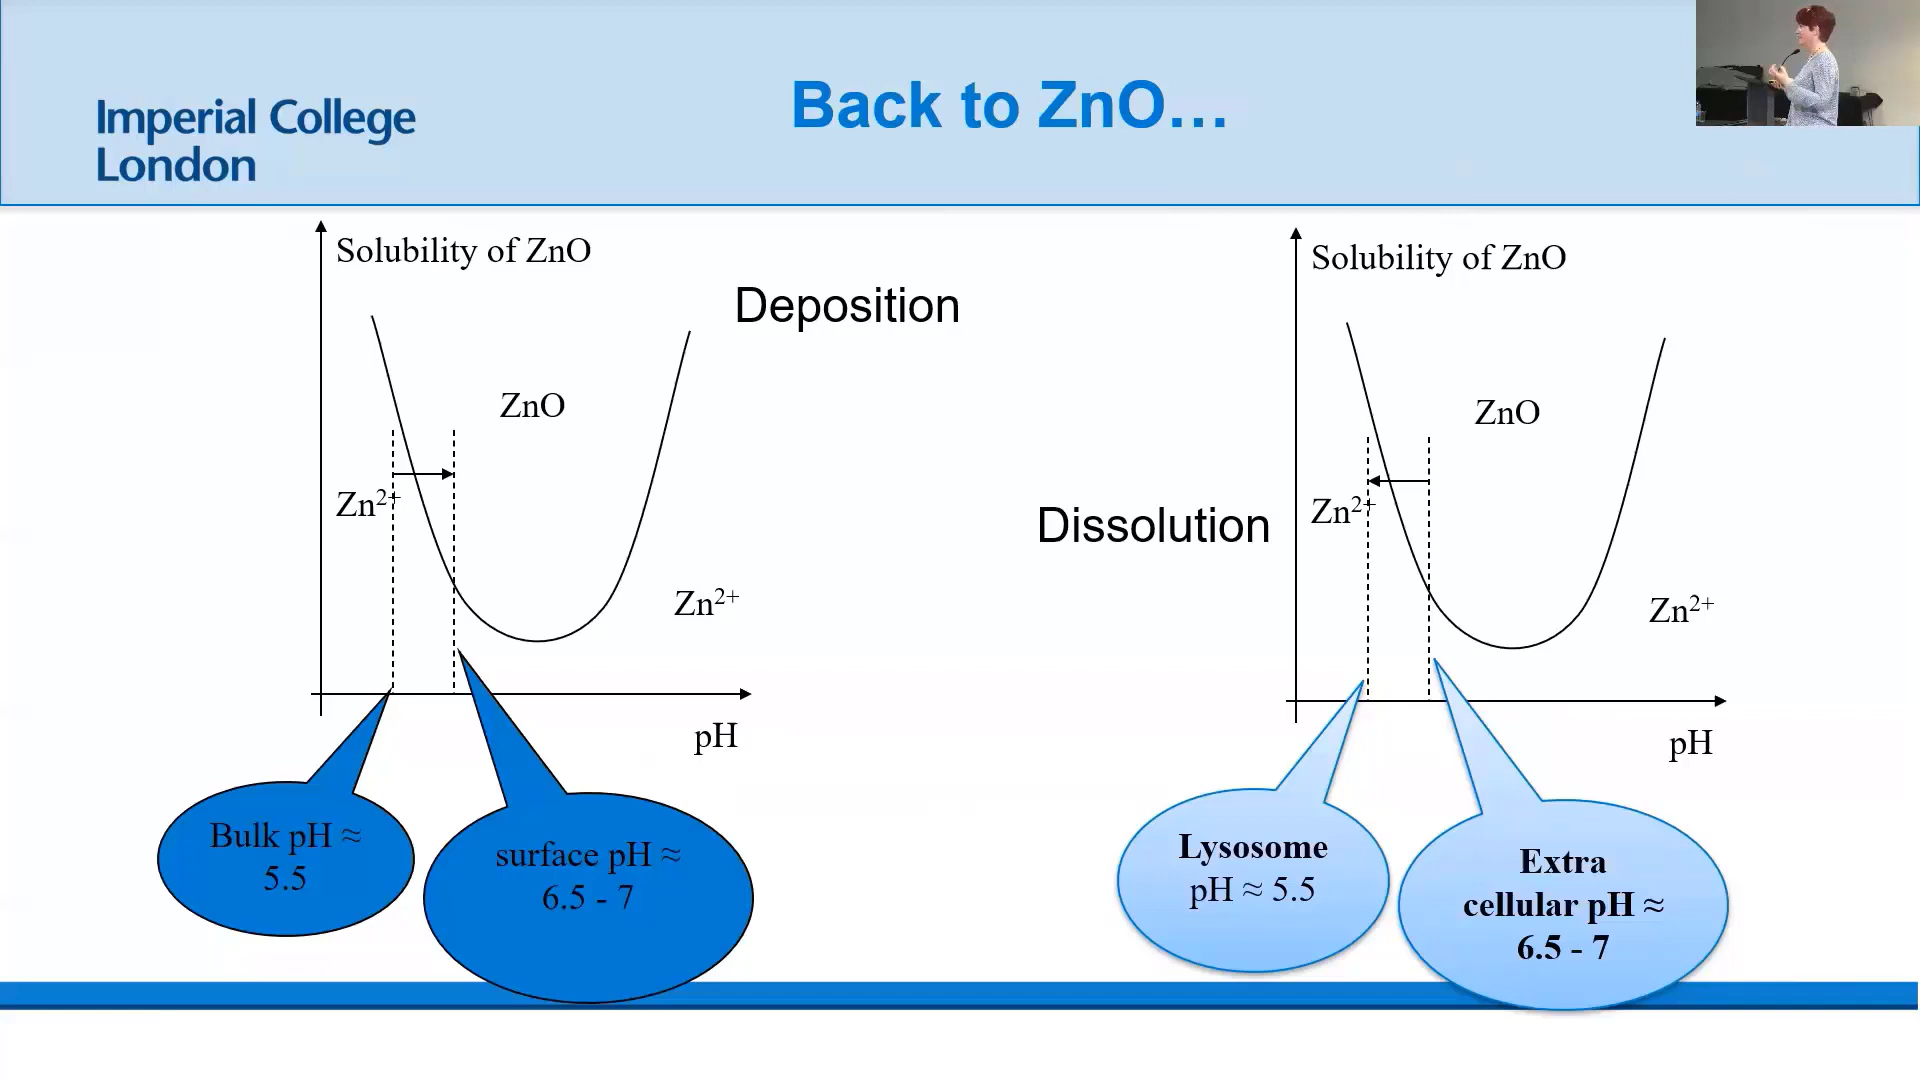 Imperial College
London
Back to ZnO…
Solubility of ZnO
Deposition
ZnO
Zn²⁺
Zn²⁺
pH
Bulk pH ≈
5.5
surface pH ≈
6.5 - 7
Solubility of ZnO
Dissolution
ZnO
Zn²⁺
Zn²⁺
pH
Lysosome
pH ≈ 5.5
Extra
cellular pH ≈
6.5 - 7